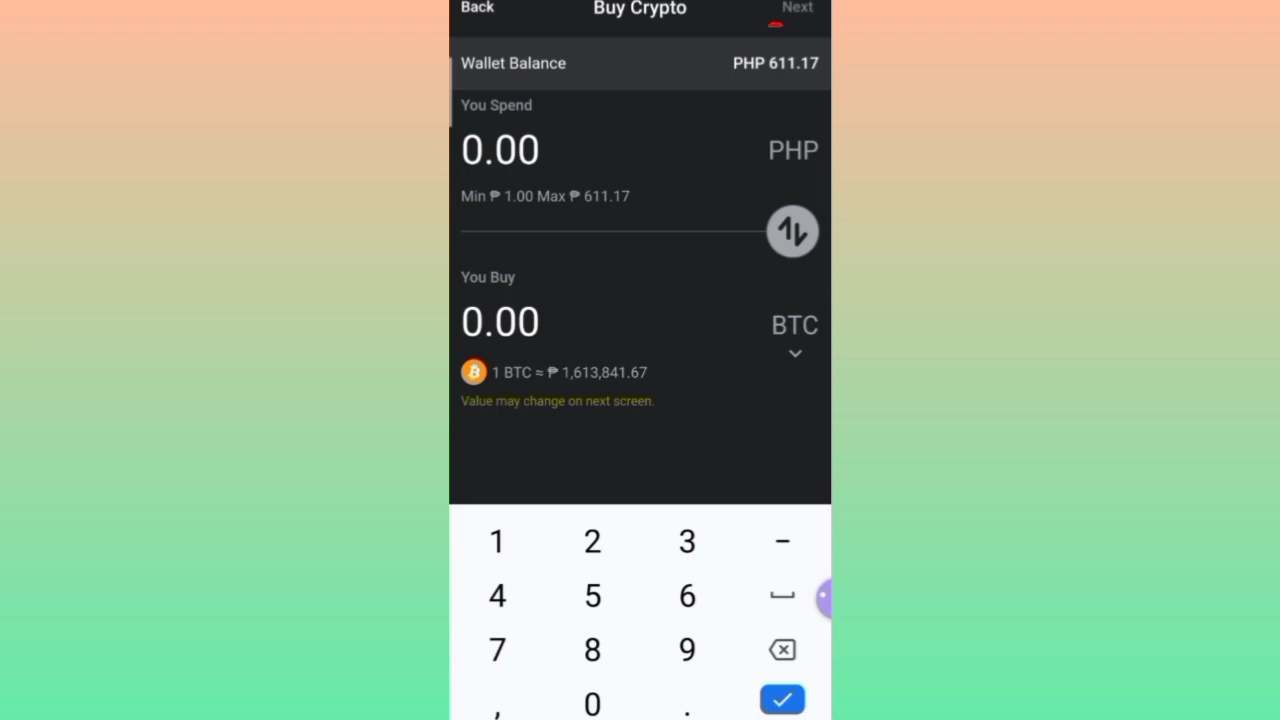 Back Buy Crypto Next
Wallet Balance PHP 611.17
You Spend
0.00 PHP
Min ₱ 1.00 Max ₱ 611.17
You Buy
0.00 BTC
1 BTC ≈ ₱ 1,613,841.67
Value may change on next screen.
1 2 3 -
4 5 6
7 8 9
, 0 .